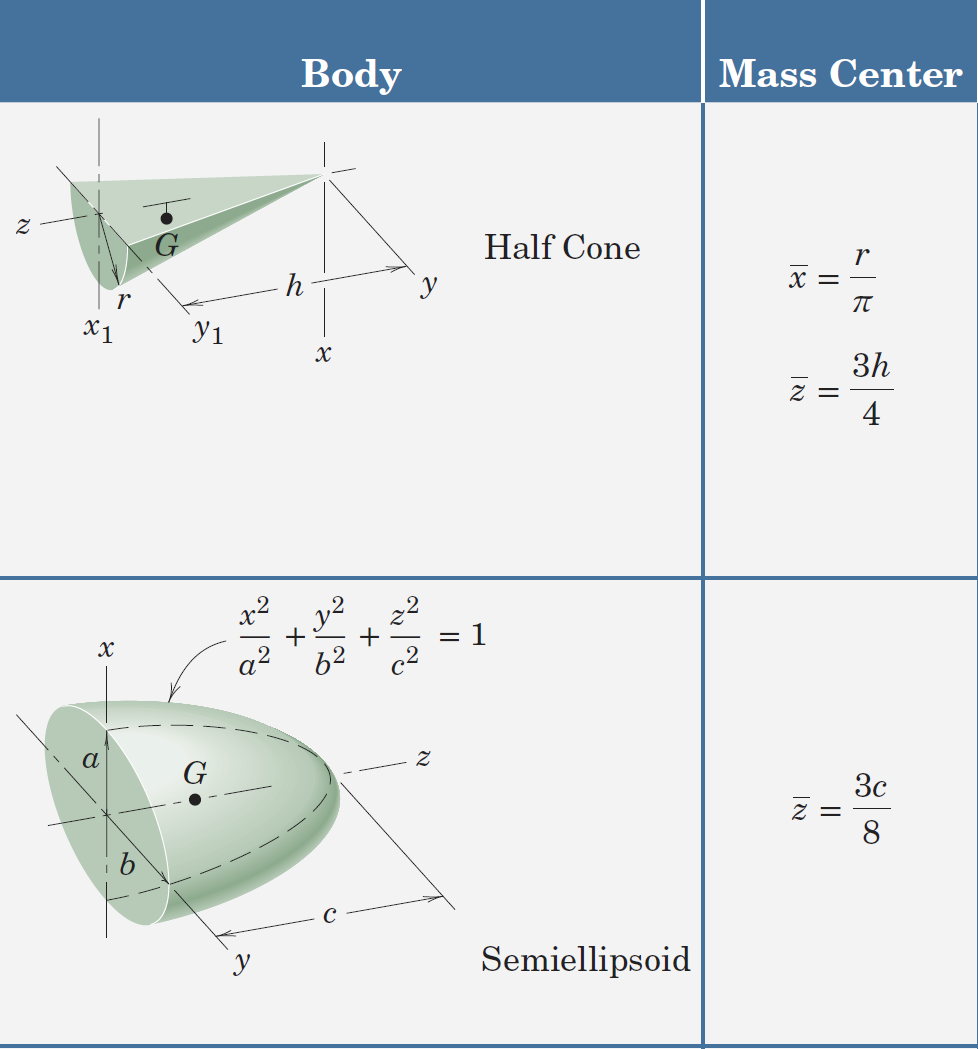 Body
Mass Center
z
G
r
x₁
y₁
h
y
x
Half Cone
x̅ = r/π
z̅ = 3h/4
x²/a² + y²/b² + z²/c² = 1
x
a
G
z
b
c
y
Semiellipsoid
z̅ = 3c/8